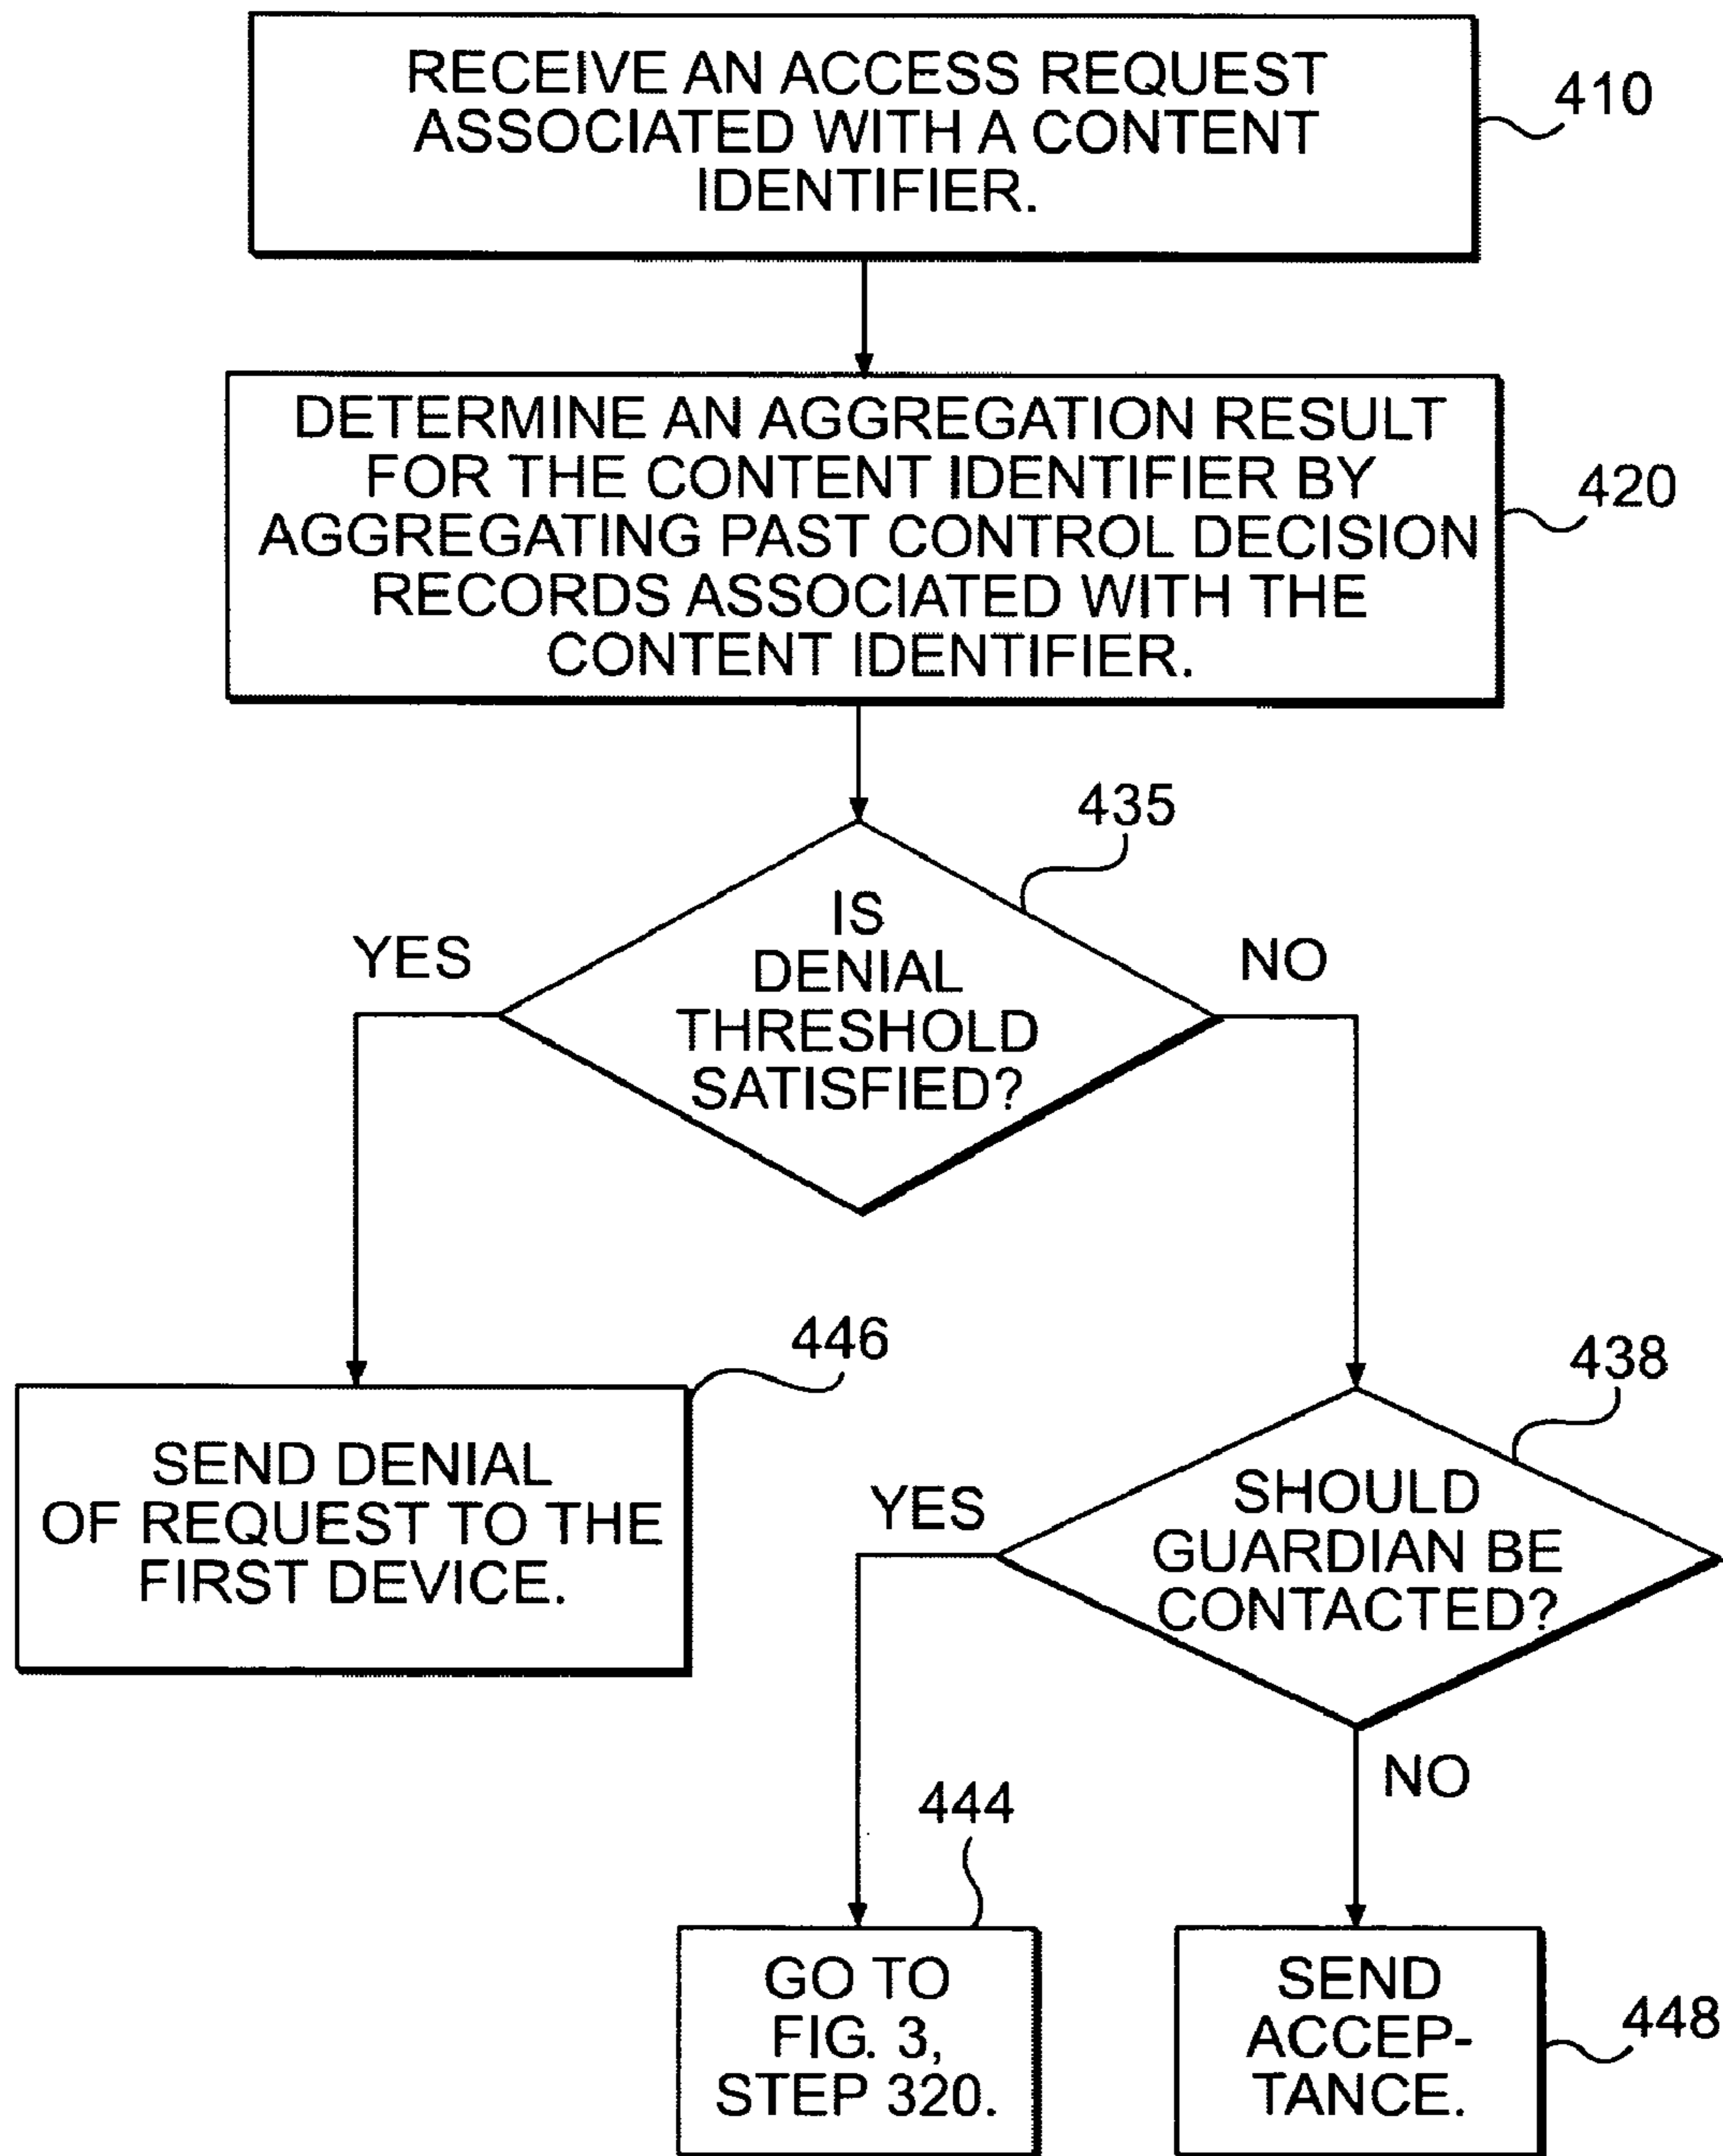 RECEIVE AN ACCESS REQUEST
ASSOCIATED WITH A CONTENT
IDENTIFIER.
410
DETERMINE AN AGGREGATION RESULT
FOR THE CONTENT IDENTIFIER BY
AGGREGATING PAST CONTROL DECISION
RECORDS ASSOCIATED WITH THE
CONTENT IDENTIFIER.
420
435
IS
DENIAL
THRESHOLD
SATISFIED?
YES
NO
446
SEND DENIAL
OF REQUEST TO THE
FIRST DEVICE.
438
SHOULD
GUARDIAN BE
CONTACTED?
YES
NO
444
GO TO
FIG. 3,
STEP 320.
SEND
ACCEP-
TANCE.
448